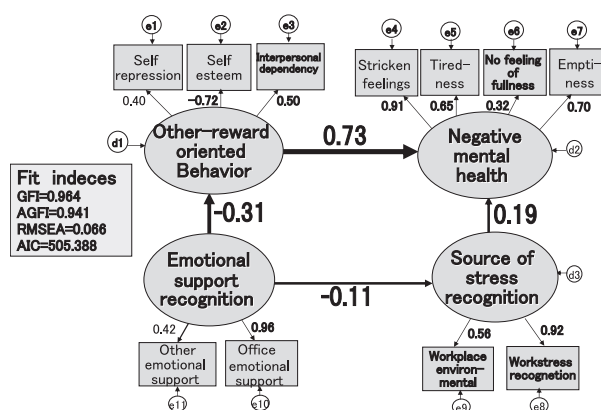 e1
e2
e3
e4
e5
e6
e7
Self
repression
Self
esteem
Interpersonal
dependency
Stricken
feelings
Tired-
ness
No feeling
of
fullness
Empti-
ness
0.40
-0.72
0.50
0.91
0.65
0.32
0.70
d1
Other-reward
oriented
Behavior
0.73
Negative
mental
health
d2
Fit indeces
GFI=0.964
AGFI=0.941
RMSEA=0.066
AIC=505.388
-0.31
0.19
Emotional
support
recognition
-0.11
Source of
stress
recognition
d3
0.42
0.96
0.56
0.92
Other
emotional
support
Office
emotional
support
Workplace
environ-
mental
Workstress
recognetion
e11
e10
e9
e8